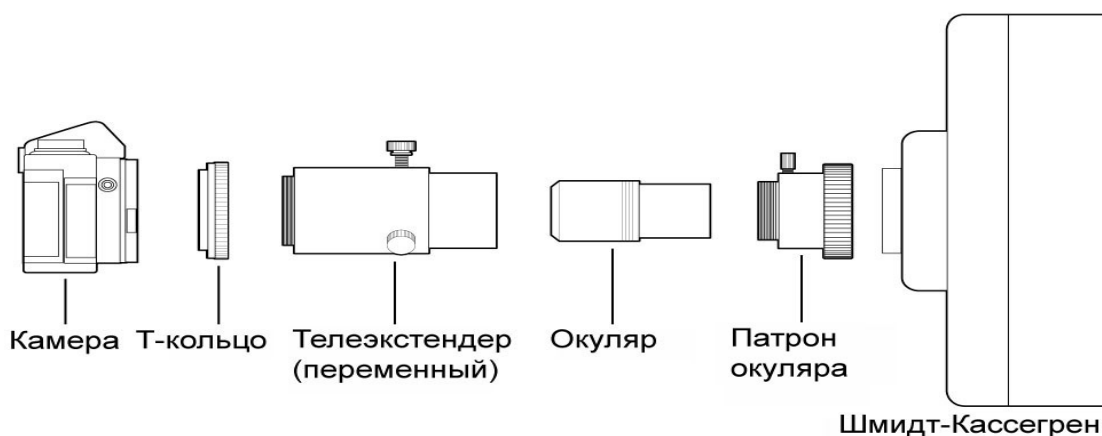 Камера
Т-кольцо
Телеэкстендер
(переменный)
Окуляр
Патрон
окуляра
Шмидт-Кассегрен